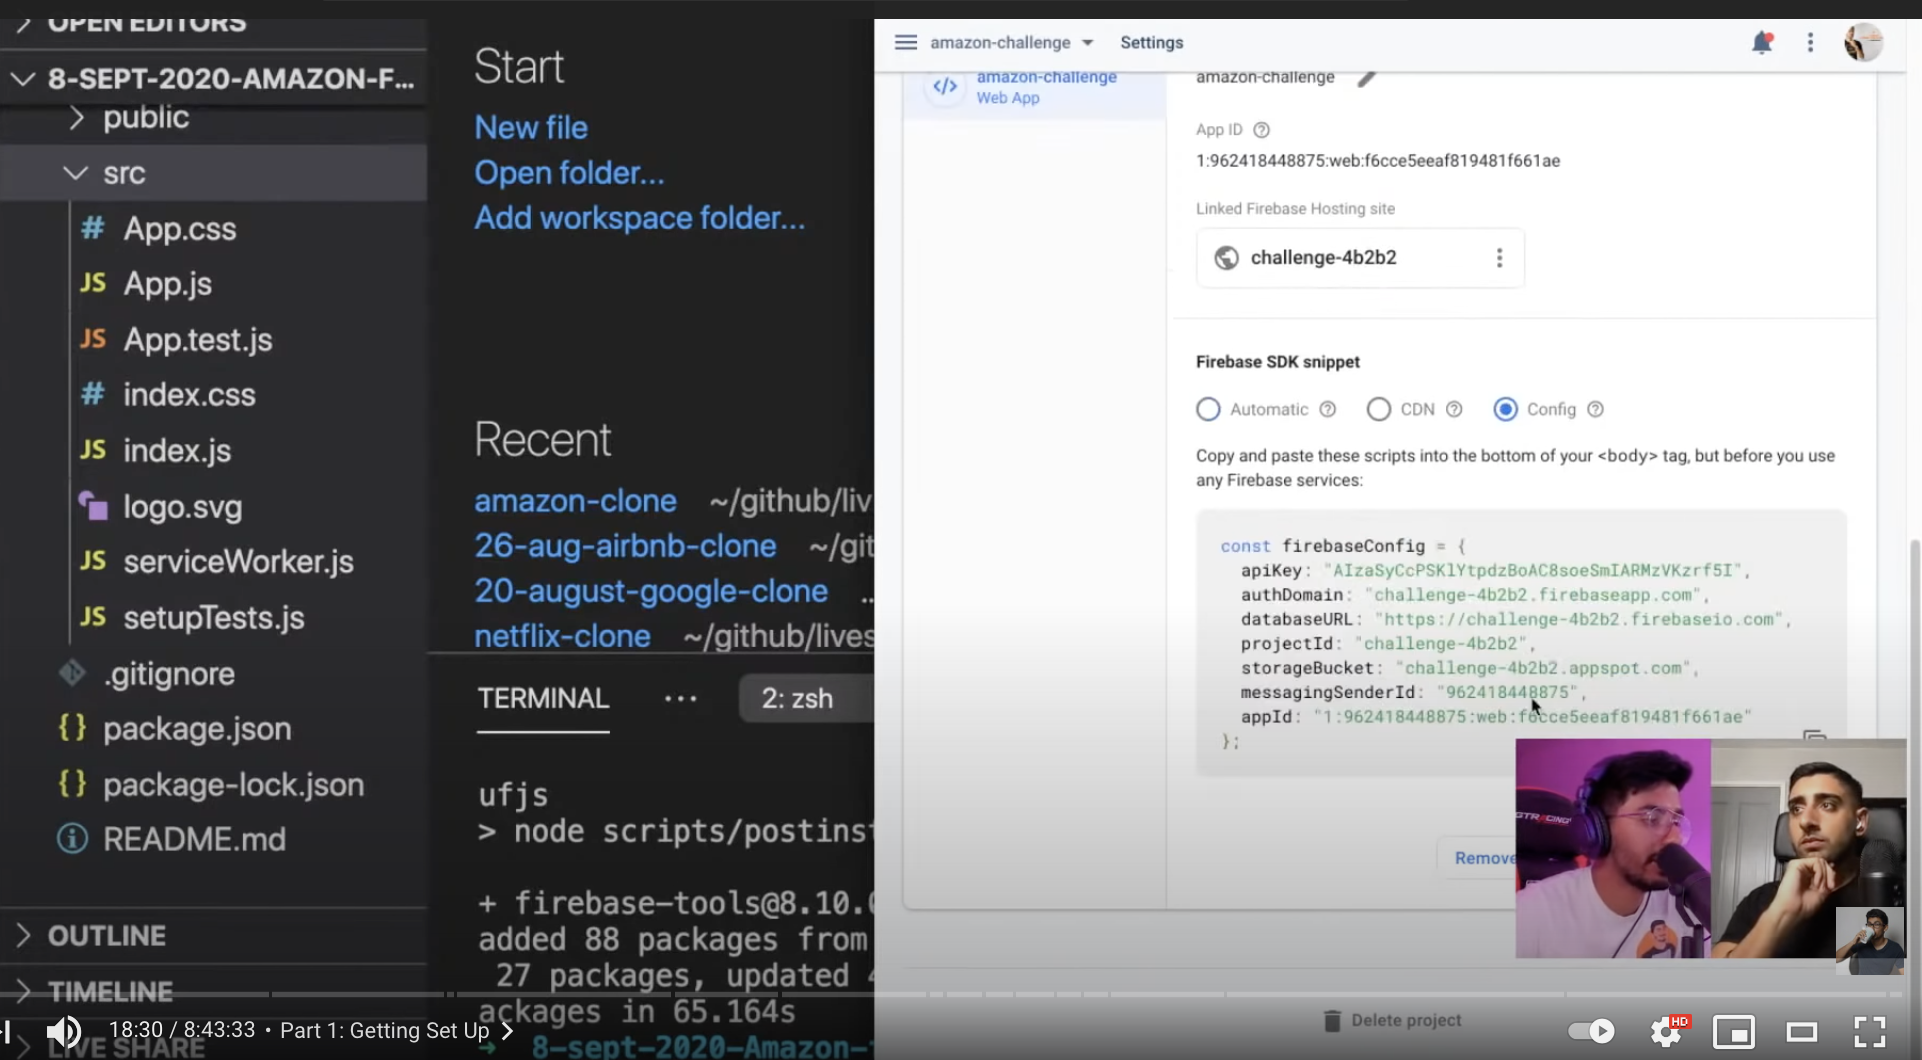 OPEN EDITORS
8-SEPT-2020-AMAZON-F...
public
src
App.css
App.js
App.test.js
index.css
index.js
logo.svg
serviceWorker.js
setupTests.js
.gitignore
package.json
package-lock.json
README.md
OUTLINE
TIMELINE
LIVE SHARE
Start
New file
Open folder...
Add workspace folder...
Recent
amazon-clone ~/github/liv
26-aug-airbnb-clone ~/git
20-august-google-clone ..
netflix-clone ~/github/lives
TERMINAL ... 2: zsh
ufjs
> node scripts/postinst
+ firebase-tools@8.10.0
added 88 packages from
27 packages, updated 4
ackages in 65.164s
→ 8-sept-2020-Amazon-
amazon-challenge Settings
amazon-challenge
Web App
amazon-challenge
App ID
1:962418448875:web:f6cce5eeaf819481f661ae
Linked Firebase Hosting site
challenge-4b2b2
Firebase SDK snippet
Automatic CDN Config
Copy and paste these scripts into the bottom of your <body> tag, but before you use
any Firebase services:
const firebaseConfig = {
apiKey: "AIzaSyCcPSKlYtpdzBoAC8soeSmIARMzVKzrf5I",
authDomain: "challenge-4b2b2.firebaseapp.com",
databaseURL: "https://challenge-4b2b2.firebaseio.com",
projectId: "challenge-4b2b2",
storageBucket: "challenge-4b2b2.appspot.com",
messagingSenderId: "962418448875",
appId: "1:962418448875:web:f6cce5eeaf819481f661ae"
};
Remove
GTRACING
Delete project
18:30 / 8:43:33 • Part 1: Getting Set Up
HD